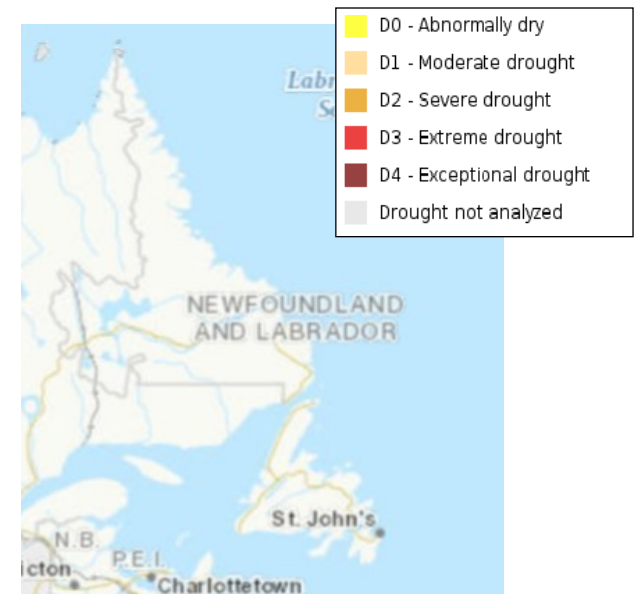 D0 - Abnormally dry
D1 - Moderate drought
D2 - Severe drought
D3 - Extreme drought
D4 - Exceptional drought
Drought not analyzed
NEWFOUNDLAND
AND LABRADOR
St. John's
N.B.
P.E.I.
icton
Charlottetown